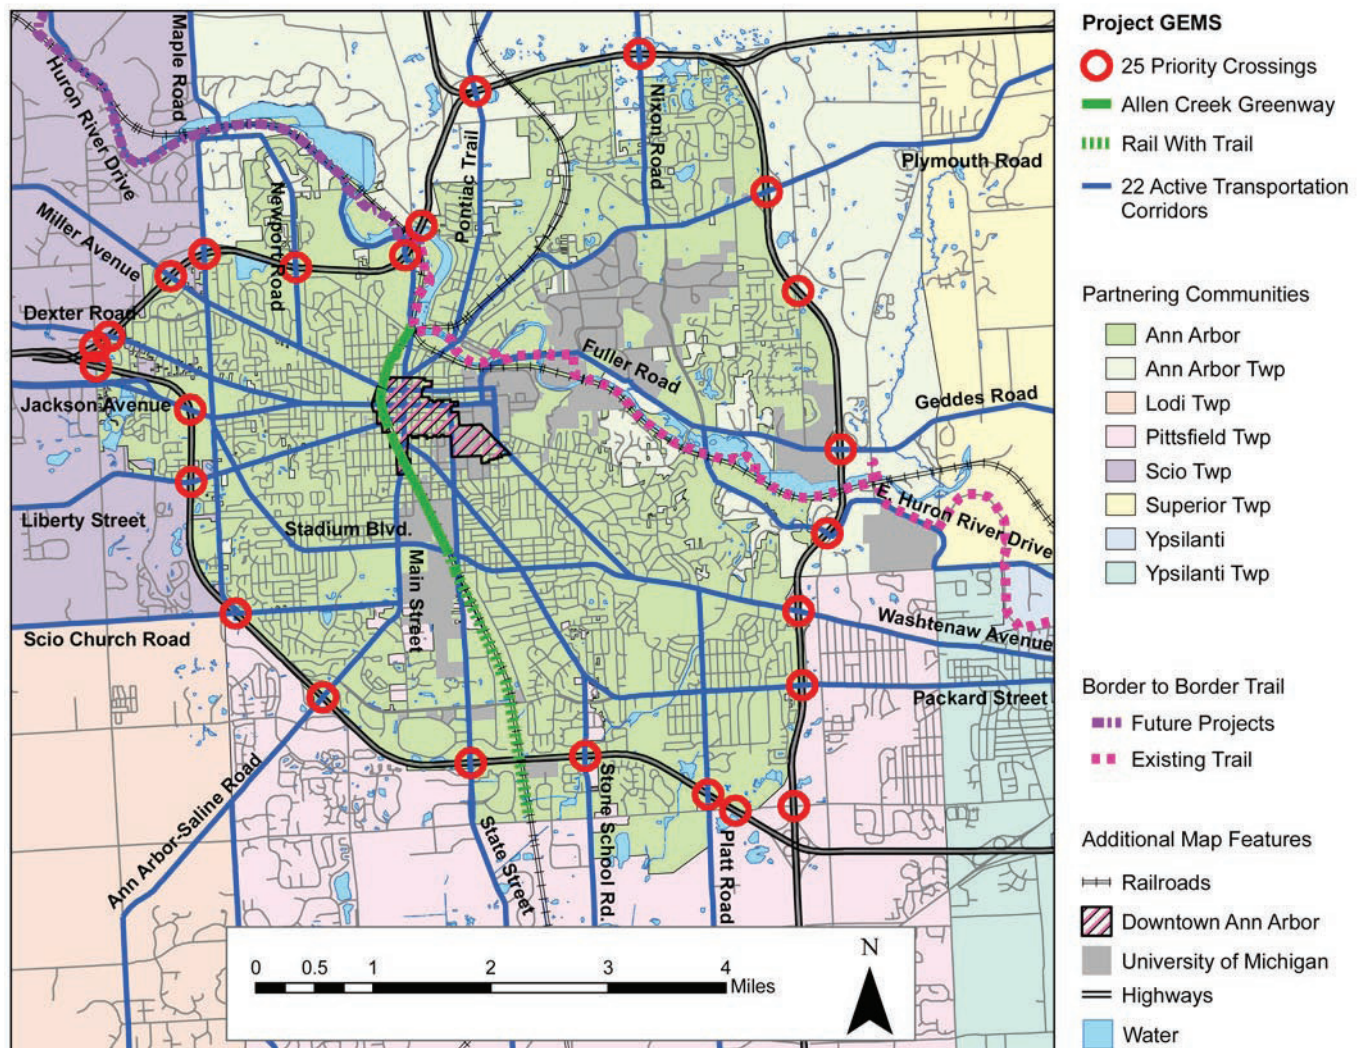 Huron River Drive
Maple Road
Pontiac Trail
Nixon Road
Plymouth Road
Miller Avenue
Newport Road
Dexter Road
Fuller Road
Jackson Avenue
Geddes Road
Liberty Street
Stadium Blvd.
Main Street
E. Huron River Drive
Scio Church Road
Washtenaw Avenue
Packard Street
Ann Arbor-Saline Road
State Street
Stone School Rd.
Platt Road
0 0.5 1 2 3 4
Miles
N
Project GEMS
25 Priority Crossings
Allen Creek Greenway
Rail With Trail
22 Active Transportation
Corridors
Partnering Communities
Ann Arbor
Ann Arbor Twp
Lodi Twp
Pittsfield Twp
Scio Twp
Superior Twp
Ypsilanti
Ypsilanti Twp
Border to Border Trail
Future Projects
Existing Trail
Additional Map Features
Railroads
Downtown Ann Arbor
University of Michigan
Highways
Water